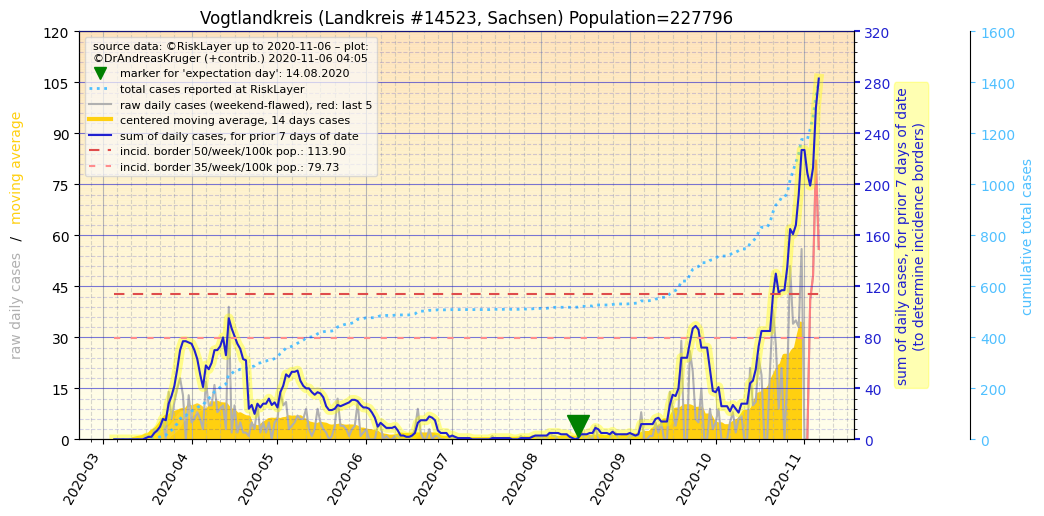 Vogtlandkreis (Landkreis #14523, Sachsen) Population=227796
source data: ©RiskLayer up to 2020-11-06 – plot:
©DrAndreasKruger (+contrib.) 2020-11-06 04:05
marker for 'expectation day': 14.08.2020
total cases reported at RiskLayer
raw daily cases (weekend-flawed), red: last 5
centered moving average, 14 days cases
sum of daily cases, for prior 7 days of date
incid. border 50/week/100k pop.: 113.90
incid. border 35/week/100k pop.: 79.73
raw daily cases / moving average
120
105
90
75
60
45
30
15
0
2020-03
2020-04
2020-05
2020-06
2020-07
2020-08
2020-09
2020-10
2020-11
320
280
240
200
160
120
80
40
0
sum of daily cases, for prior 7 days of date
(to determine incidence borders)
1600
1400
1200
1000
800
600
400
200
0
cumulative total cases